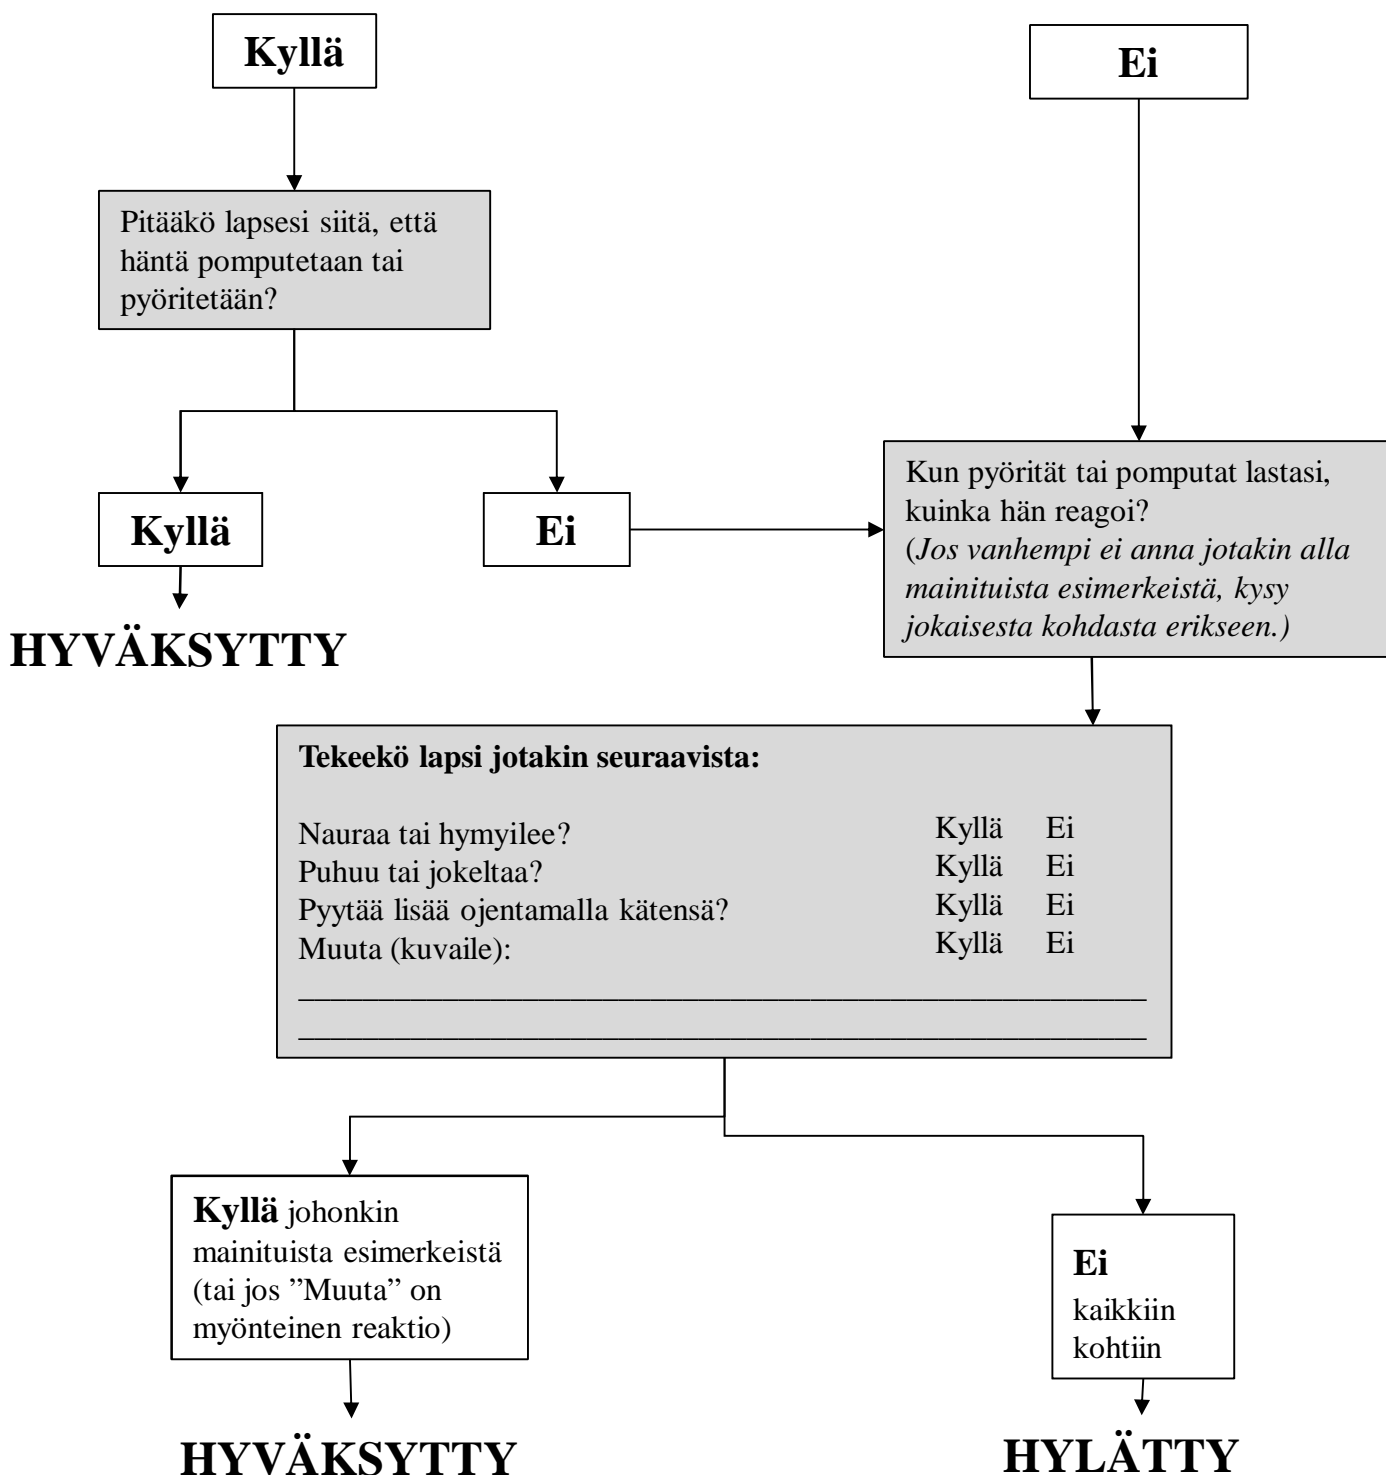 Kyllä
Ei
Pitääkö lapsesi siitä, että
häntä pomputetaan tai
pyöritetään?
Kyllä
Ei
HYVÄKSYTTY
Kun pyörität tai pomputat lastasi,
kuinka hän reagoi?
(Jos vanhempi ei anna jotakin alla
mainituista esimerkeistä, kysy
jokaisesta kohdasta erikseen.)
Tekeekö lapsi jotakin seuraavista:
Nauraa tai hymyilee? Kyllä Ei
Puhuu tai jokeltaa? Kyllä Ei
Pyytää lisää ojentamalla kätensä? Kyllä Ei
Muuta (kuvaile): Kyllä Ei
Kyllä johonkin
mainituista esimerkeistä
(tai jos ”Muuta” on
myönteinen reaktio)
Ei
kaikkiin
kohtiin
HYVÄKSYTTY
HYLÄTTY